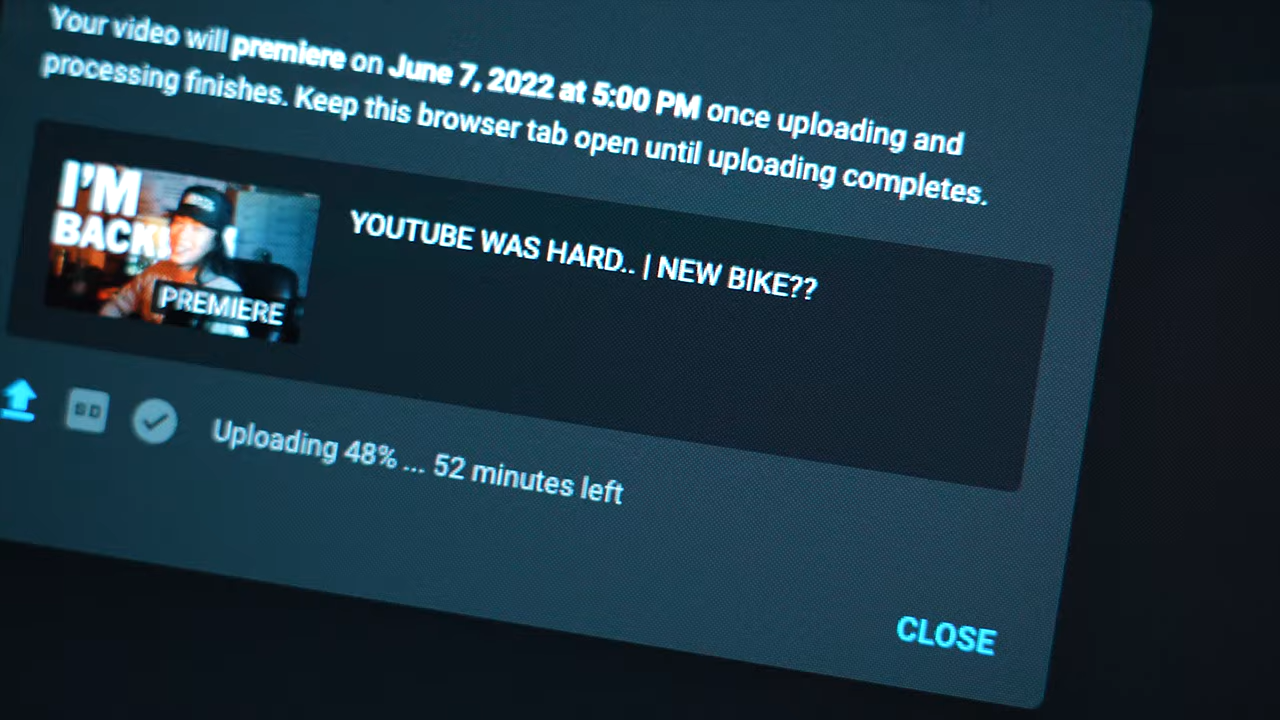 Your video will premiere on June 7, 2022 at 5:00 PM once uploading and
processing finishes. Keep this browser tab open until uploading completes.
I'M
BACK
PREMIERE
YOUTUBE WAS HARD.. | NEW BIKE??
SD
Uploading 48% ... 52 minutes left
CLOSE